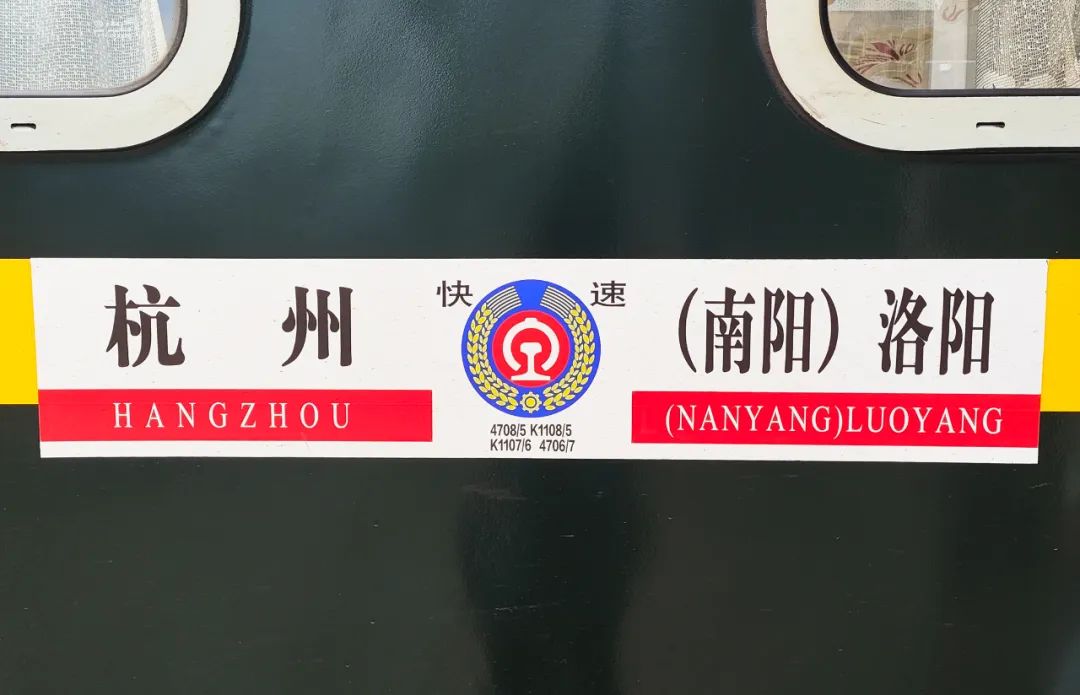 杭州
HANGZHOU
快速
4708/5 K1108/5
K1107/6 4706/7
(南阳)洛阳
(NANYANG)LUOYANG